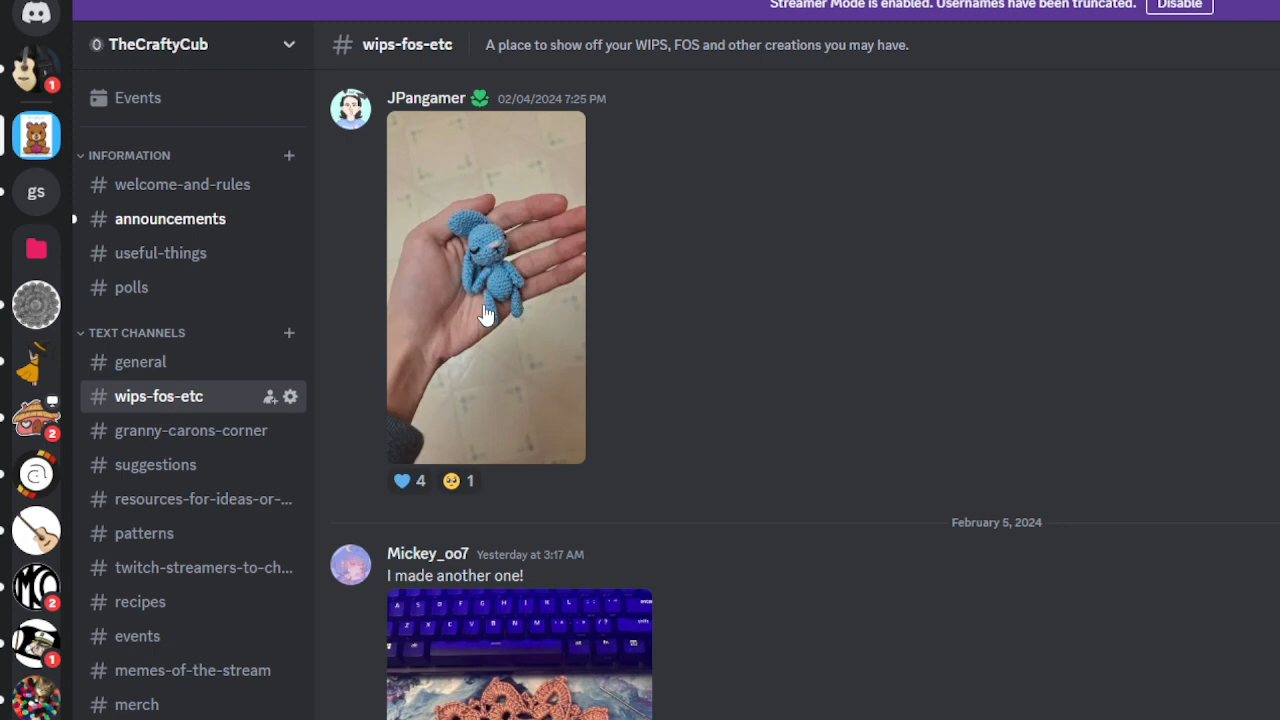 Streamer Mode is enabled. Usernames have been truncated. Disable
TheCraftyCub
wips-fos-etc A place to show off your WIPS, FOS and other creations you may have.
Events
INFORMATION
welcome-and-rules
announcements
useful-things
polls
TEXT CHANNELS
general
wips-fos-etc
granny-carons-corner
suggestions
resources-for-ideas-or-...
patterns
twitch-streamers-to-ch...
recipes
events
memes-of-the-stream
merch
1
gs
2
2
1
JPangamer 02/04/2024 7:25 PM
4 1
February 5, 2024
Mickey_oo7 Yesterday at 3:17 AM
I made another one!